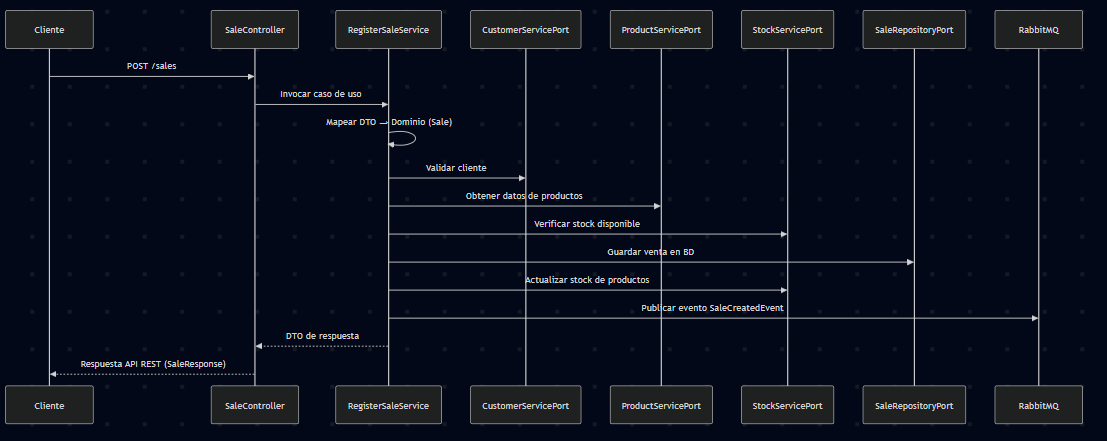 Cliente
SaleController
RegisterSaleService
CustomerServicePort
ProductServicePort
StockServicePort
SaleRepositoryPort
RabbitMQ
POST /sales
Invocar caso de uso
Mapear DTO → Dominio (Sale)
Validar cliente
Obtener datos de productos
Verificar stock disponible
Guardar venta en BD
Actualizar stock de productos
Publicar evento SaleCreatedEvent
DTO de respuesta
Respuesta API REST (SaleResponse)
Cliente
SaleController
RegisterSaleService
CustomerServicePort
ProductServicePort
StockServicePort
SaleRepositoryPort
RabbitMQ